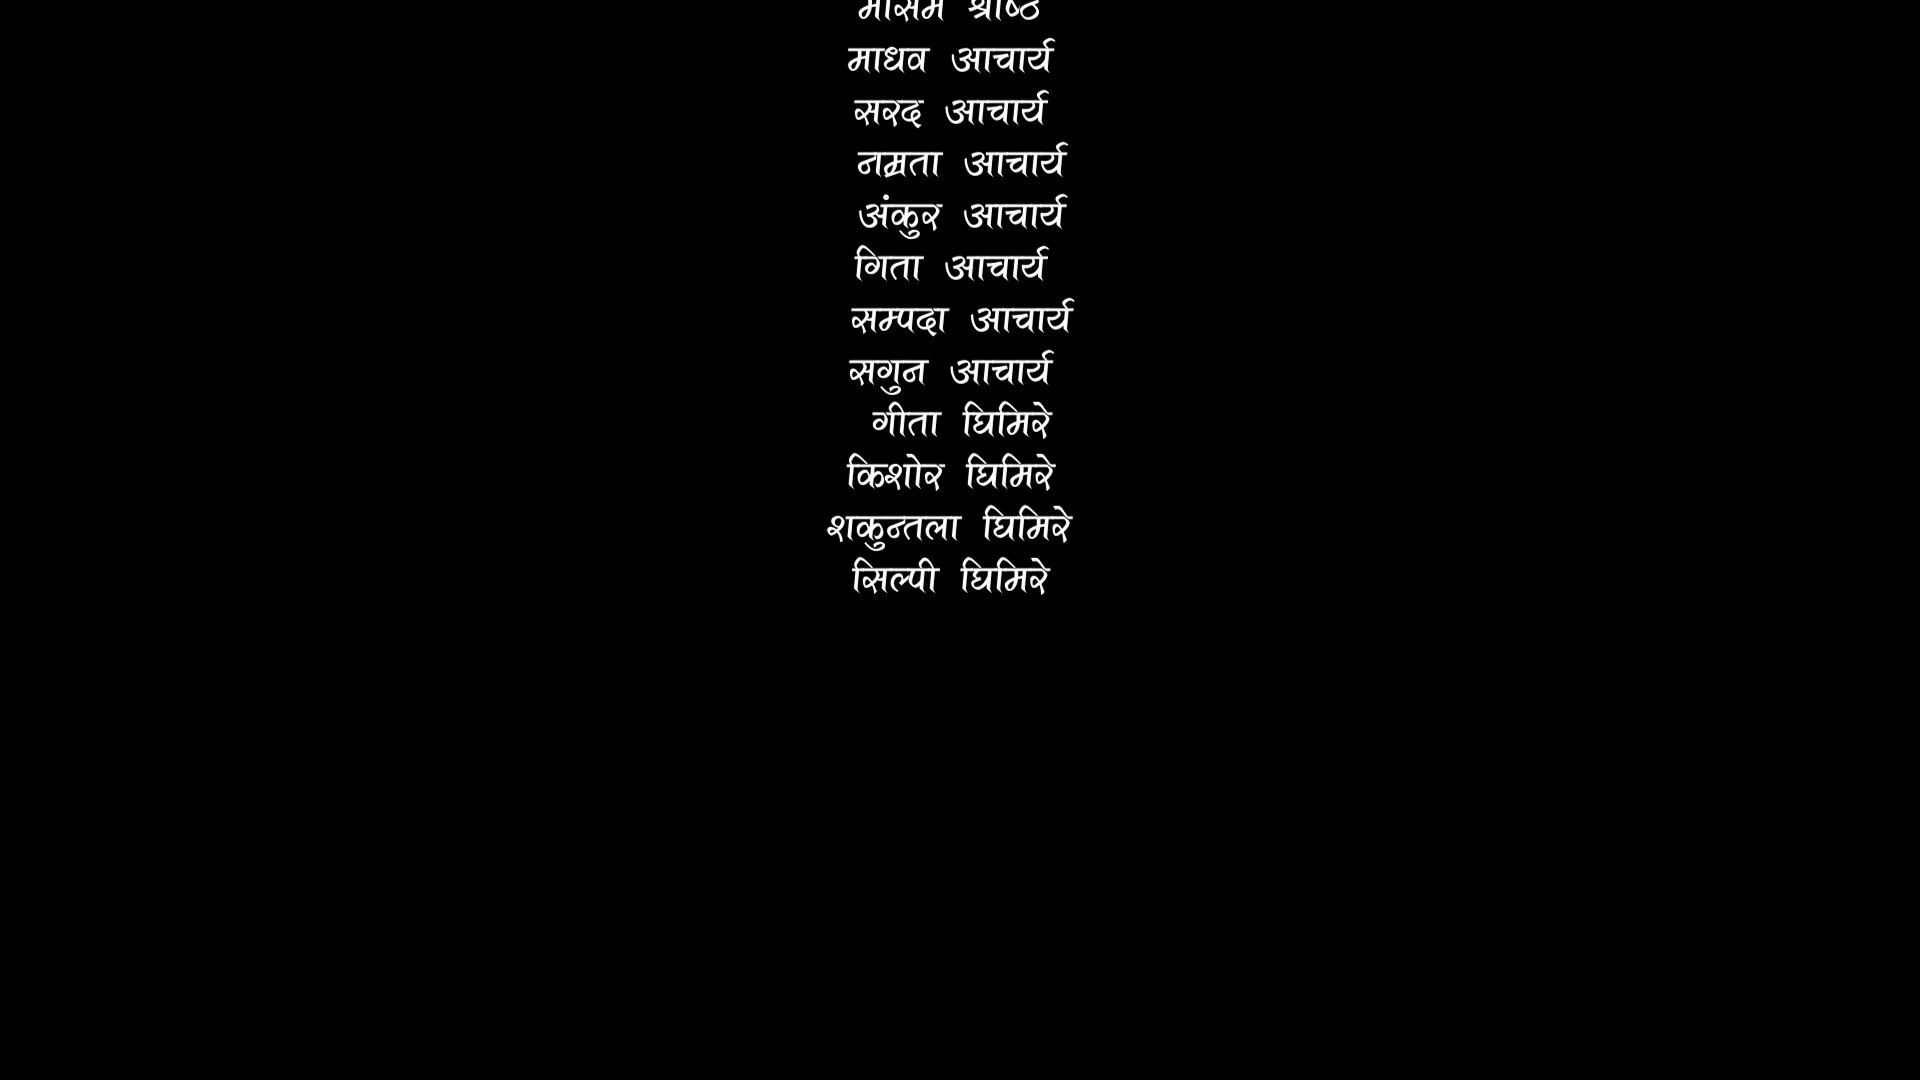 माधव आचार्य
सरद आचार्य
नम्रता आचार्य
अंकुर आचार्य
गिता आचार्य
सम्पदा आचार्य
सगुन आचार्य
गीता घिमिरे
किशोर घिमिरे
शकुन्तला घिमिरे
सिल्पी घिमिरे